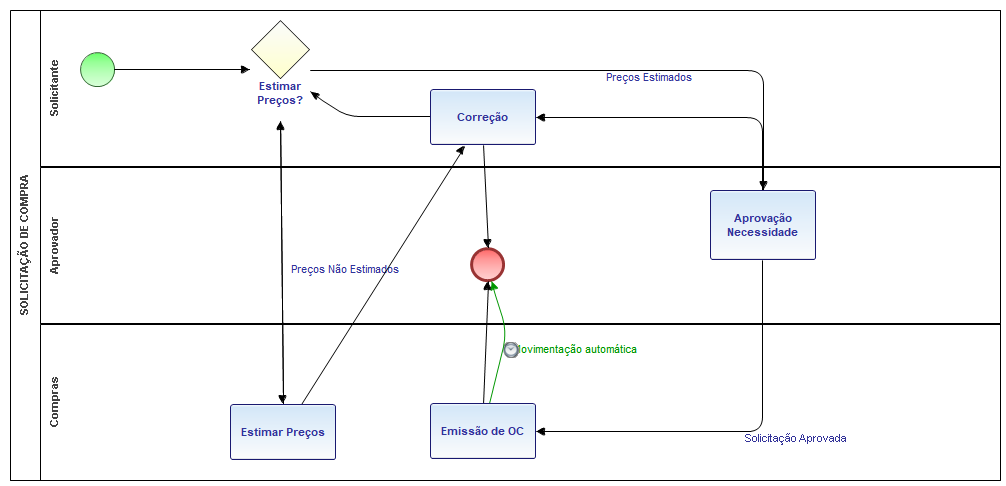 SOLICITAÇÃO DE COMPRA
Solicitante
Estimar
Preços?
Preços Estimados
Correção
Aprovador
Aprovação
Necessidade
Preços Não Estimados
Compras
Movimentação automática
Estimar Preços
Emissão de OC
Solicitação Aprovada